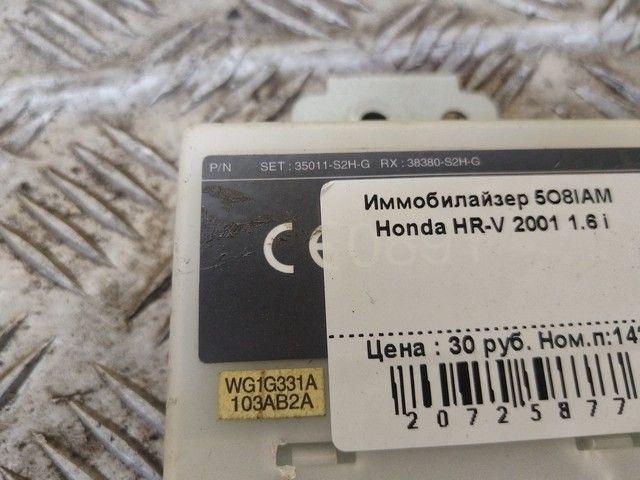 P/N SET : 35011-S2H-G RX : 38380-S2H-G
Иммобилайзер 5O8IAM
Honda HR-V 2001 1.6 i
CE0891
Цена : 30 руб. Ном.п:14
WG1G331A
103AB2A
20725877